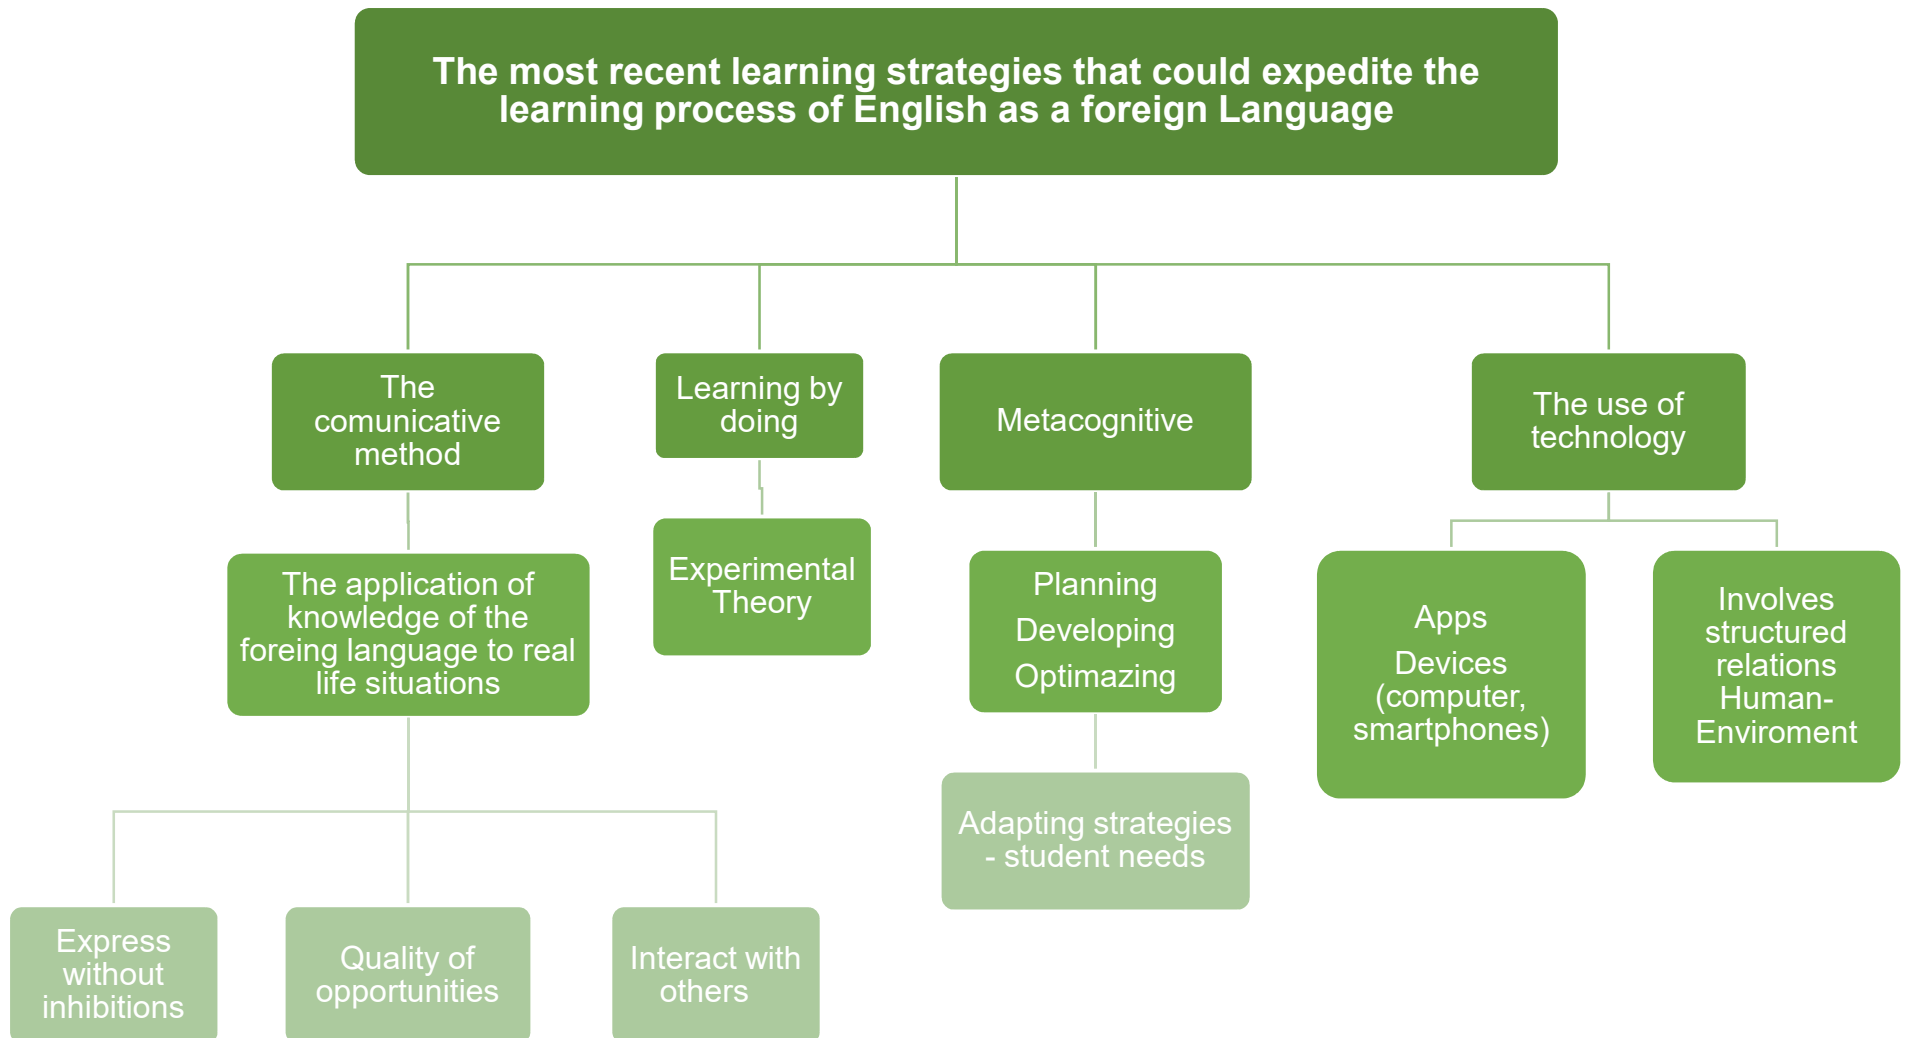 The most recent learning strategies that could expedite the
learning process of English as a foreign Language
The
comunicative
method
Learning by
doing
Metacognitive
The use of
technology
The application of
knowledge of the
foreing language to real
life situations
Experimental
Theory
Planning
Developing
Optimazing
Apps
Devices
(computer,
smartphones)
Involves
structured
relations
Human-
Enviroment
Adapting strategies
- student needs
Express
without
inhibitions
Quality of
opportunities
Interact with
others